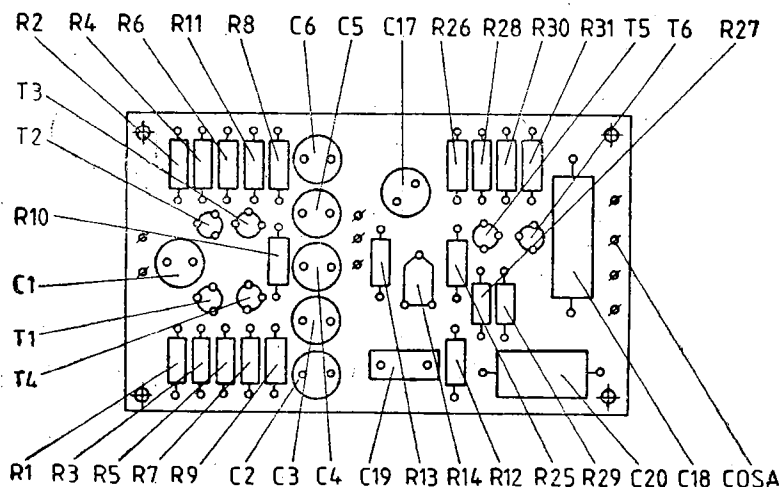 R2 R4 R6 R11 R8 C6 C5 C17 R26 R28 R30 R31 T5 T6 R27
T3
T2
R10
C1
T1
T4
R1 R3 R5 R7 R9 C2 C3 C4 C19 R13 R14 R12 R25 R29 C20 C18 COSA